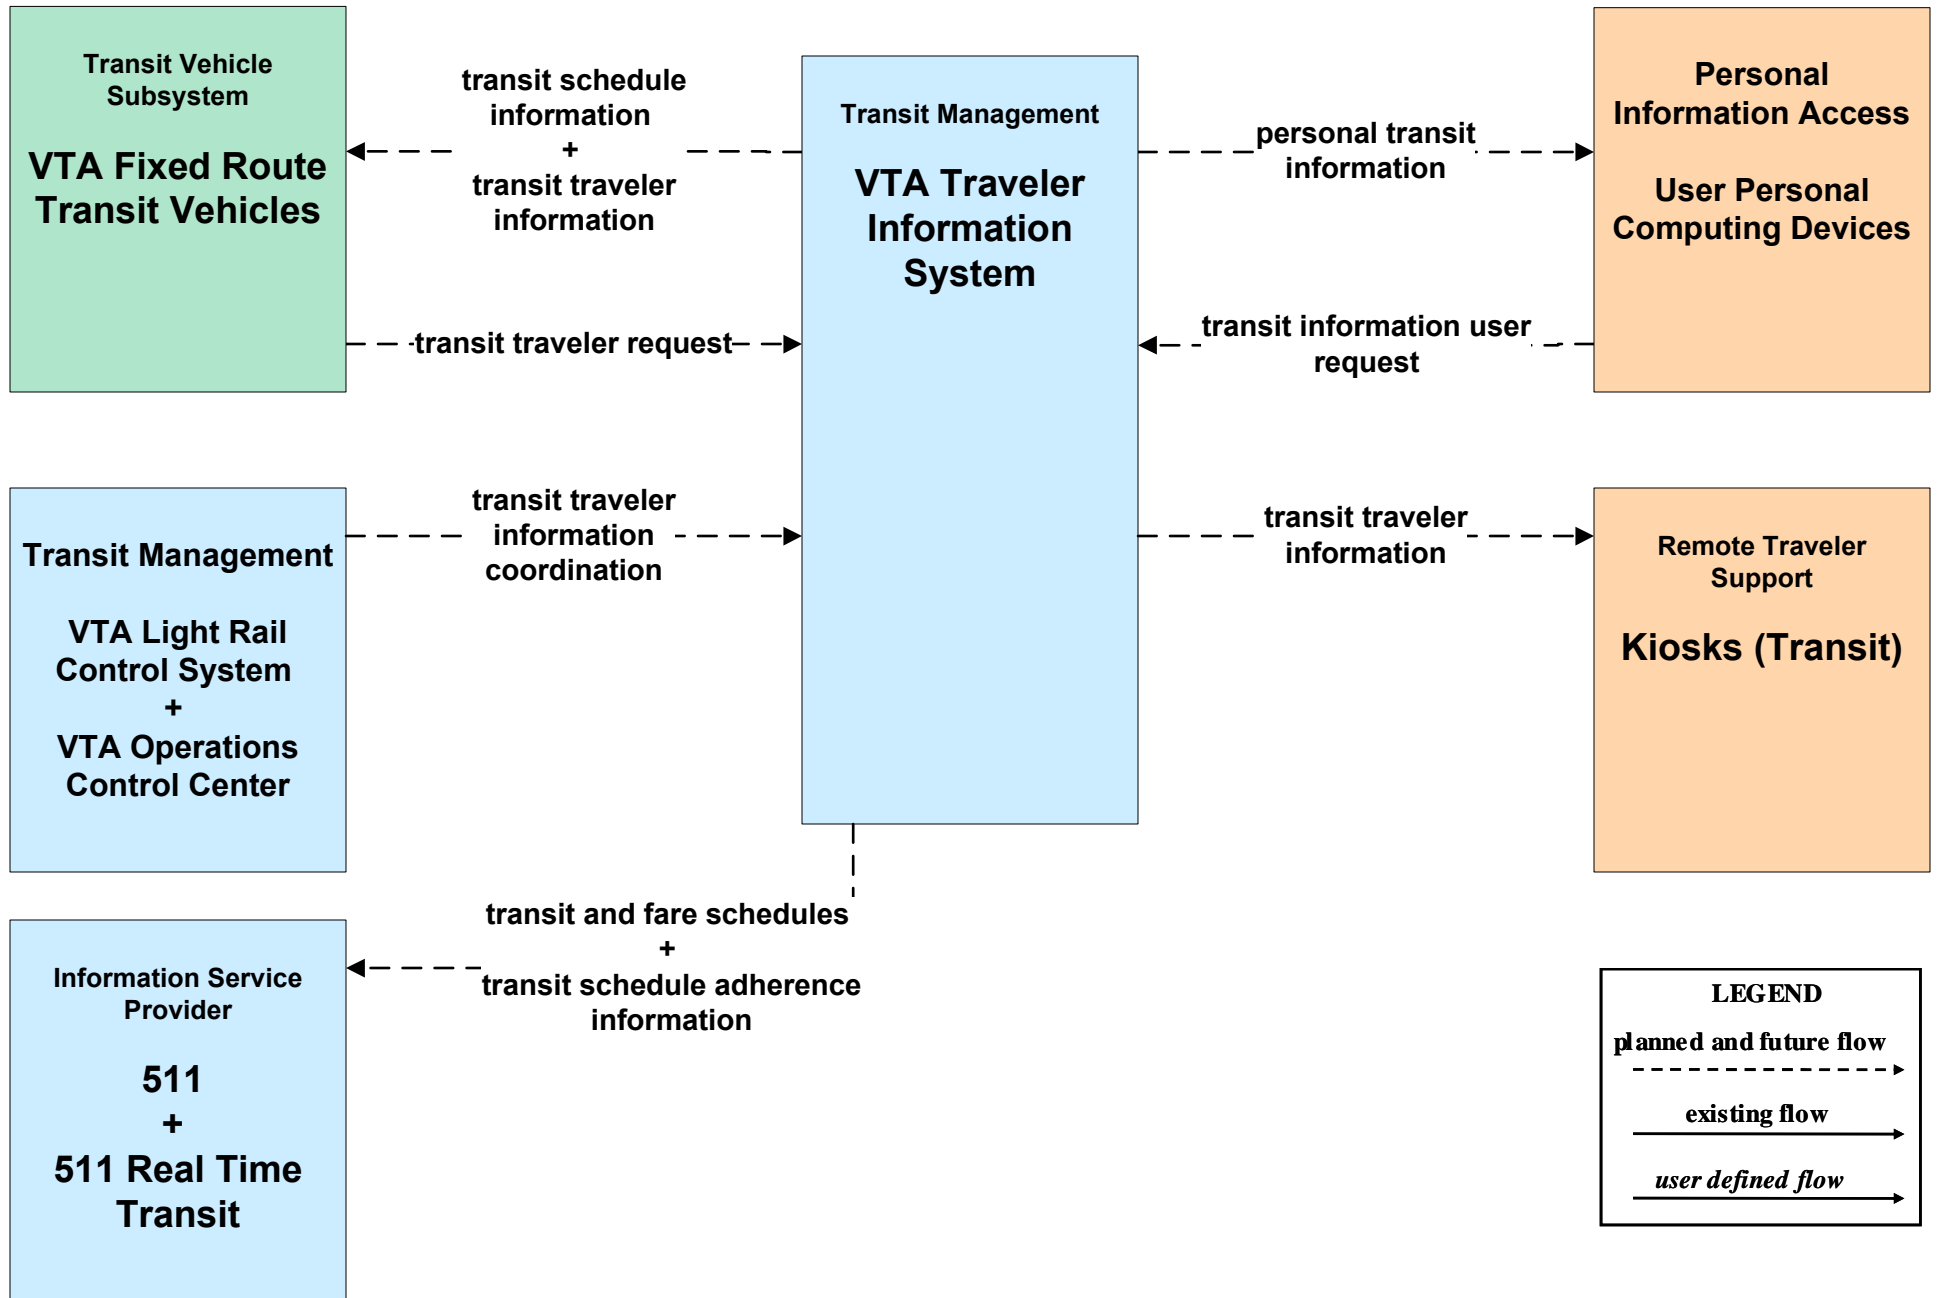 Transit Vehicle
Subsystem
VTA Fixed Route
Transit Vehicles
transit schedule
information
+
transit traveler
information
transit traveler request
Transit Management
VTA Traveler
Information
System
personal transit
information
transit information user
request
Personal
Information Access
User Personal
Computing Devices
Transit Management
VTA Light Rail
Control System
+
VTA Operations
Control Center
transit traveler
information
coordination
transit traveler
information
Remote Traveler
Support
Kiosks (Transit)
Information Service
Provider
511
+
511 Real Time
Transit
transit and fare schedules
+
transit schedule adherence
information
LEGEND
planned and future flow
existing flow
user defined flow